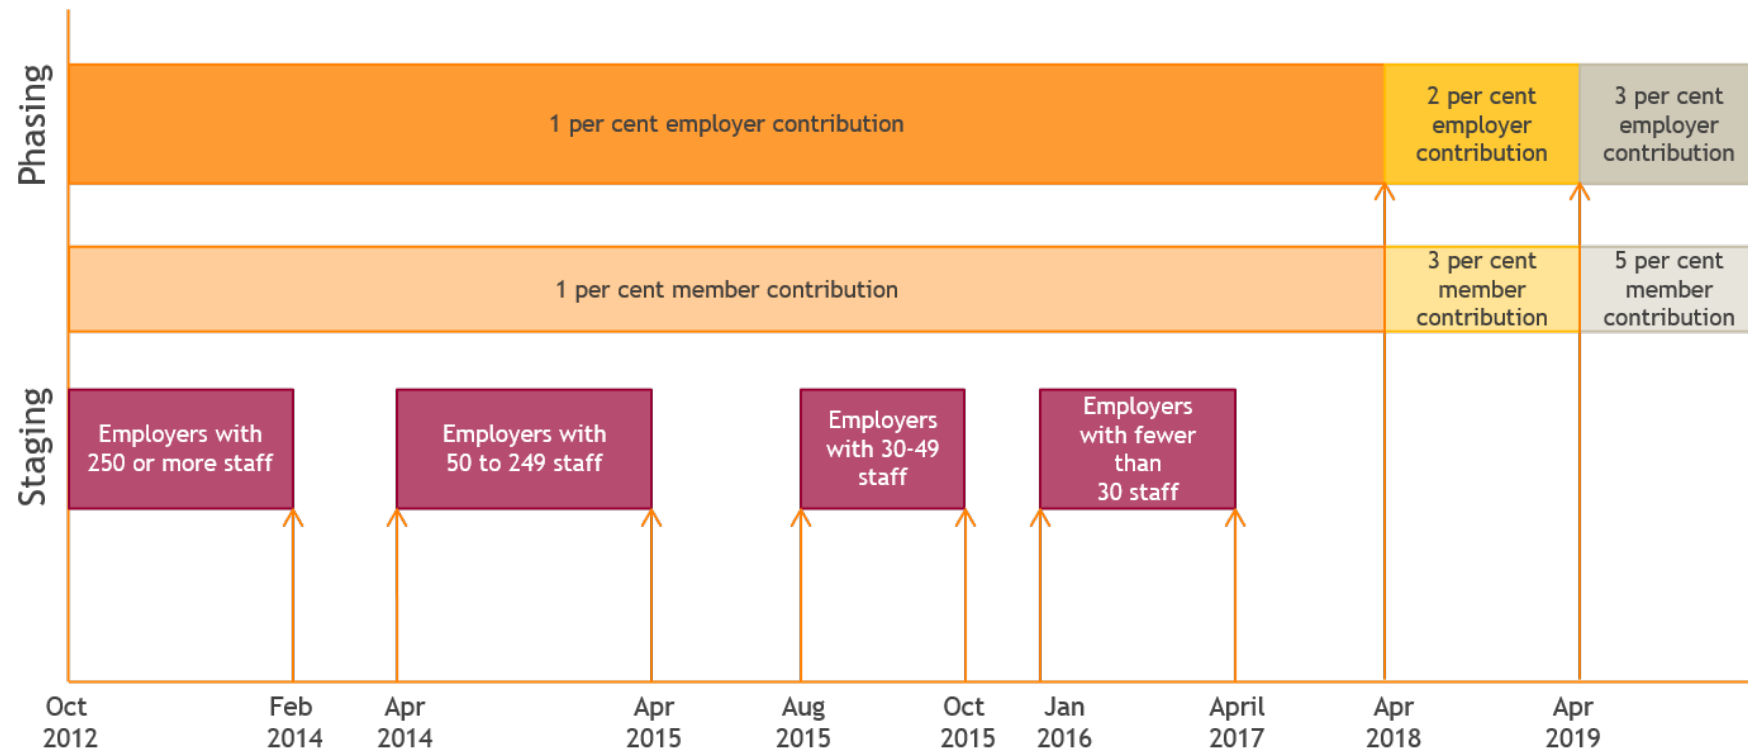 Phasing
1 per cent employer contribution
2 per cent
employer
contribution
3 per cent
employer
contribution
1 per cent member contribution
3 per cent
member
contribution
5 per cent
member
contribution
Staging
Employers with
250 or more staff
Employers with
50 to 249 staff
Employers
with 30-49
staff
Employers
with fewer
than
30 staff
Oct
2012
Feb
2014
Apr
2014
Apr
2015
Aug
2015
Oct
2015
Jan
2016
April
2017
Apr
2018
Apr
2019